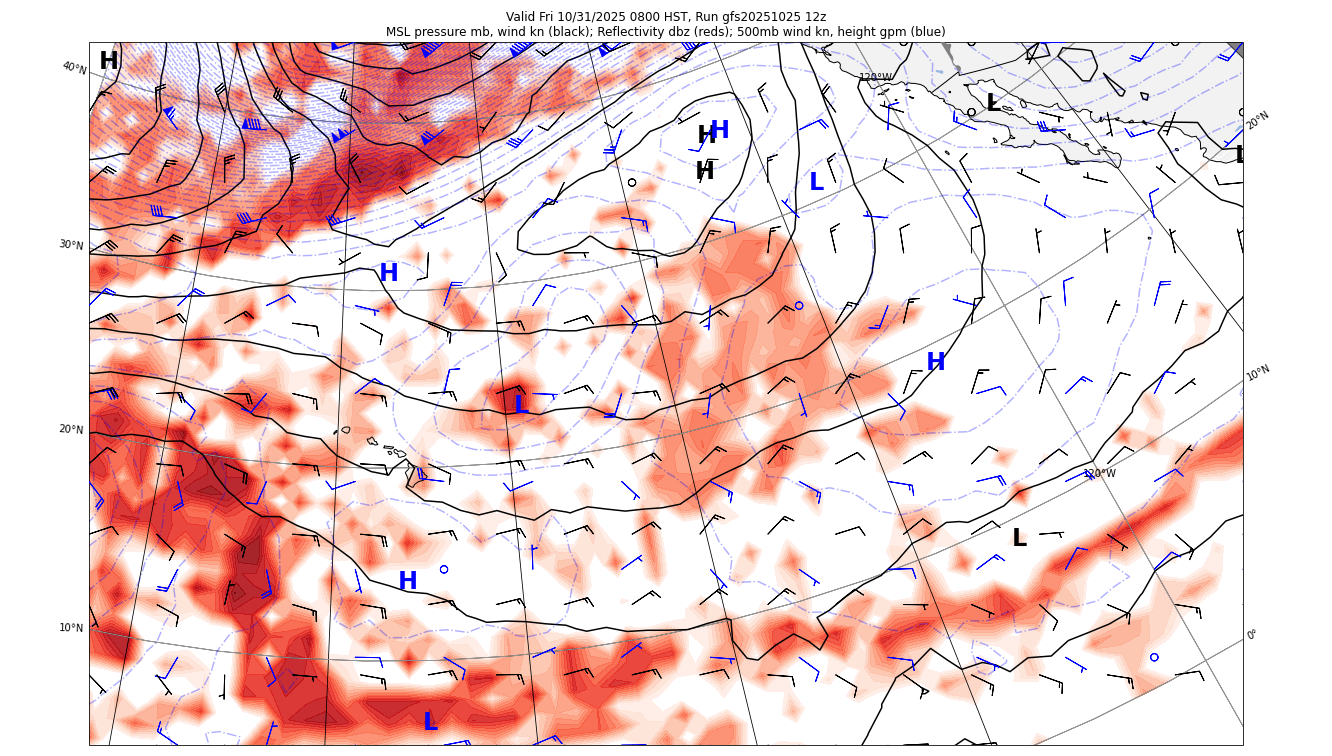 Valid Fri 10/31/2025 0800 HST, Run gfs20251025 12z
MSL pressure mb, wind kn (black); Reflectivity dbz (reds); 500mb wind kn, height gpm (blue)
H
40°N
120°W
L
20°N
H H
L
H
L
30°N
H
H
10°N
L
20°N
120°W
L
H
10°N
0°
L